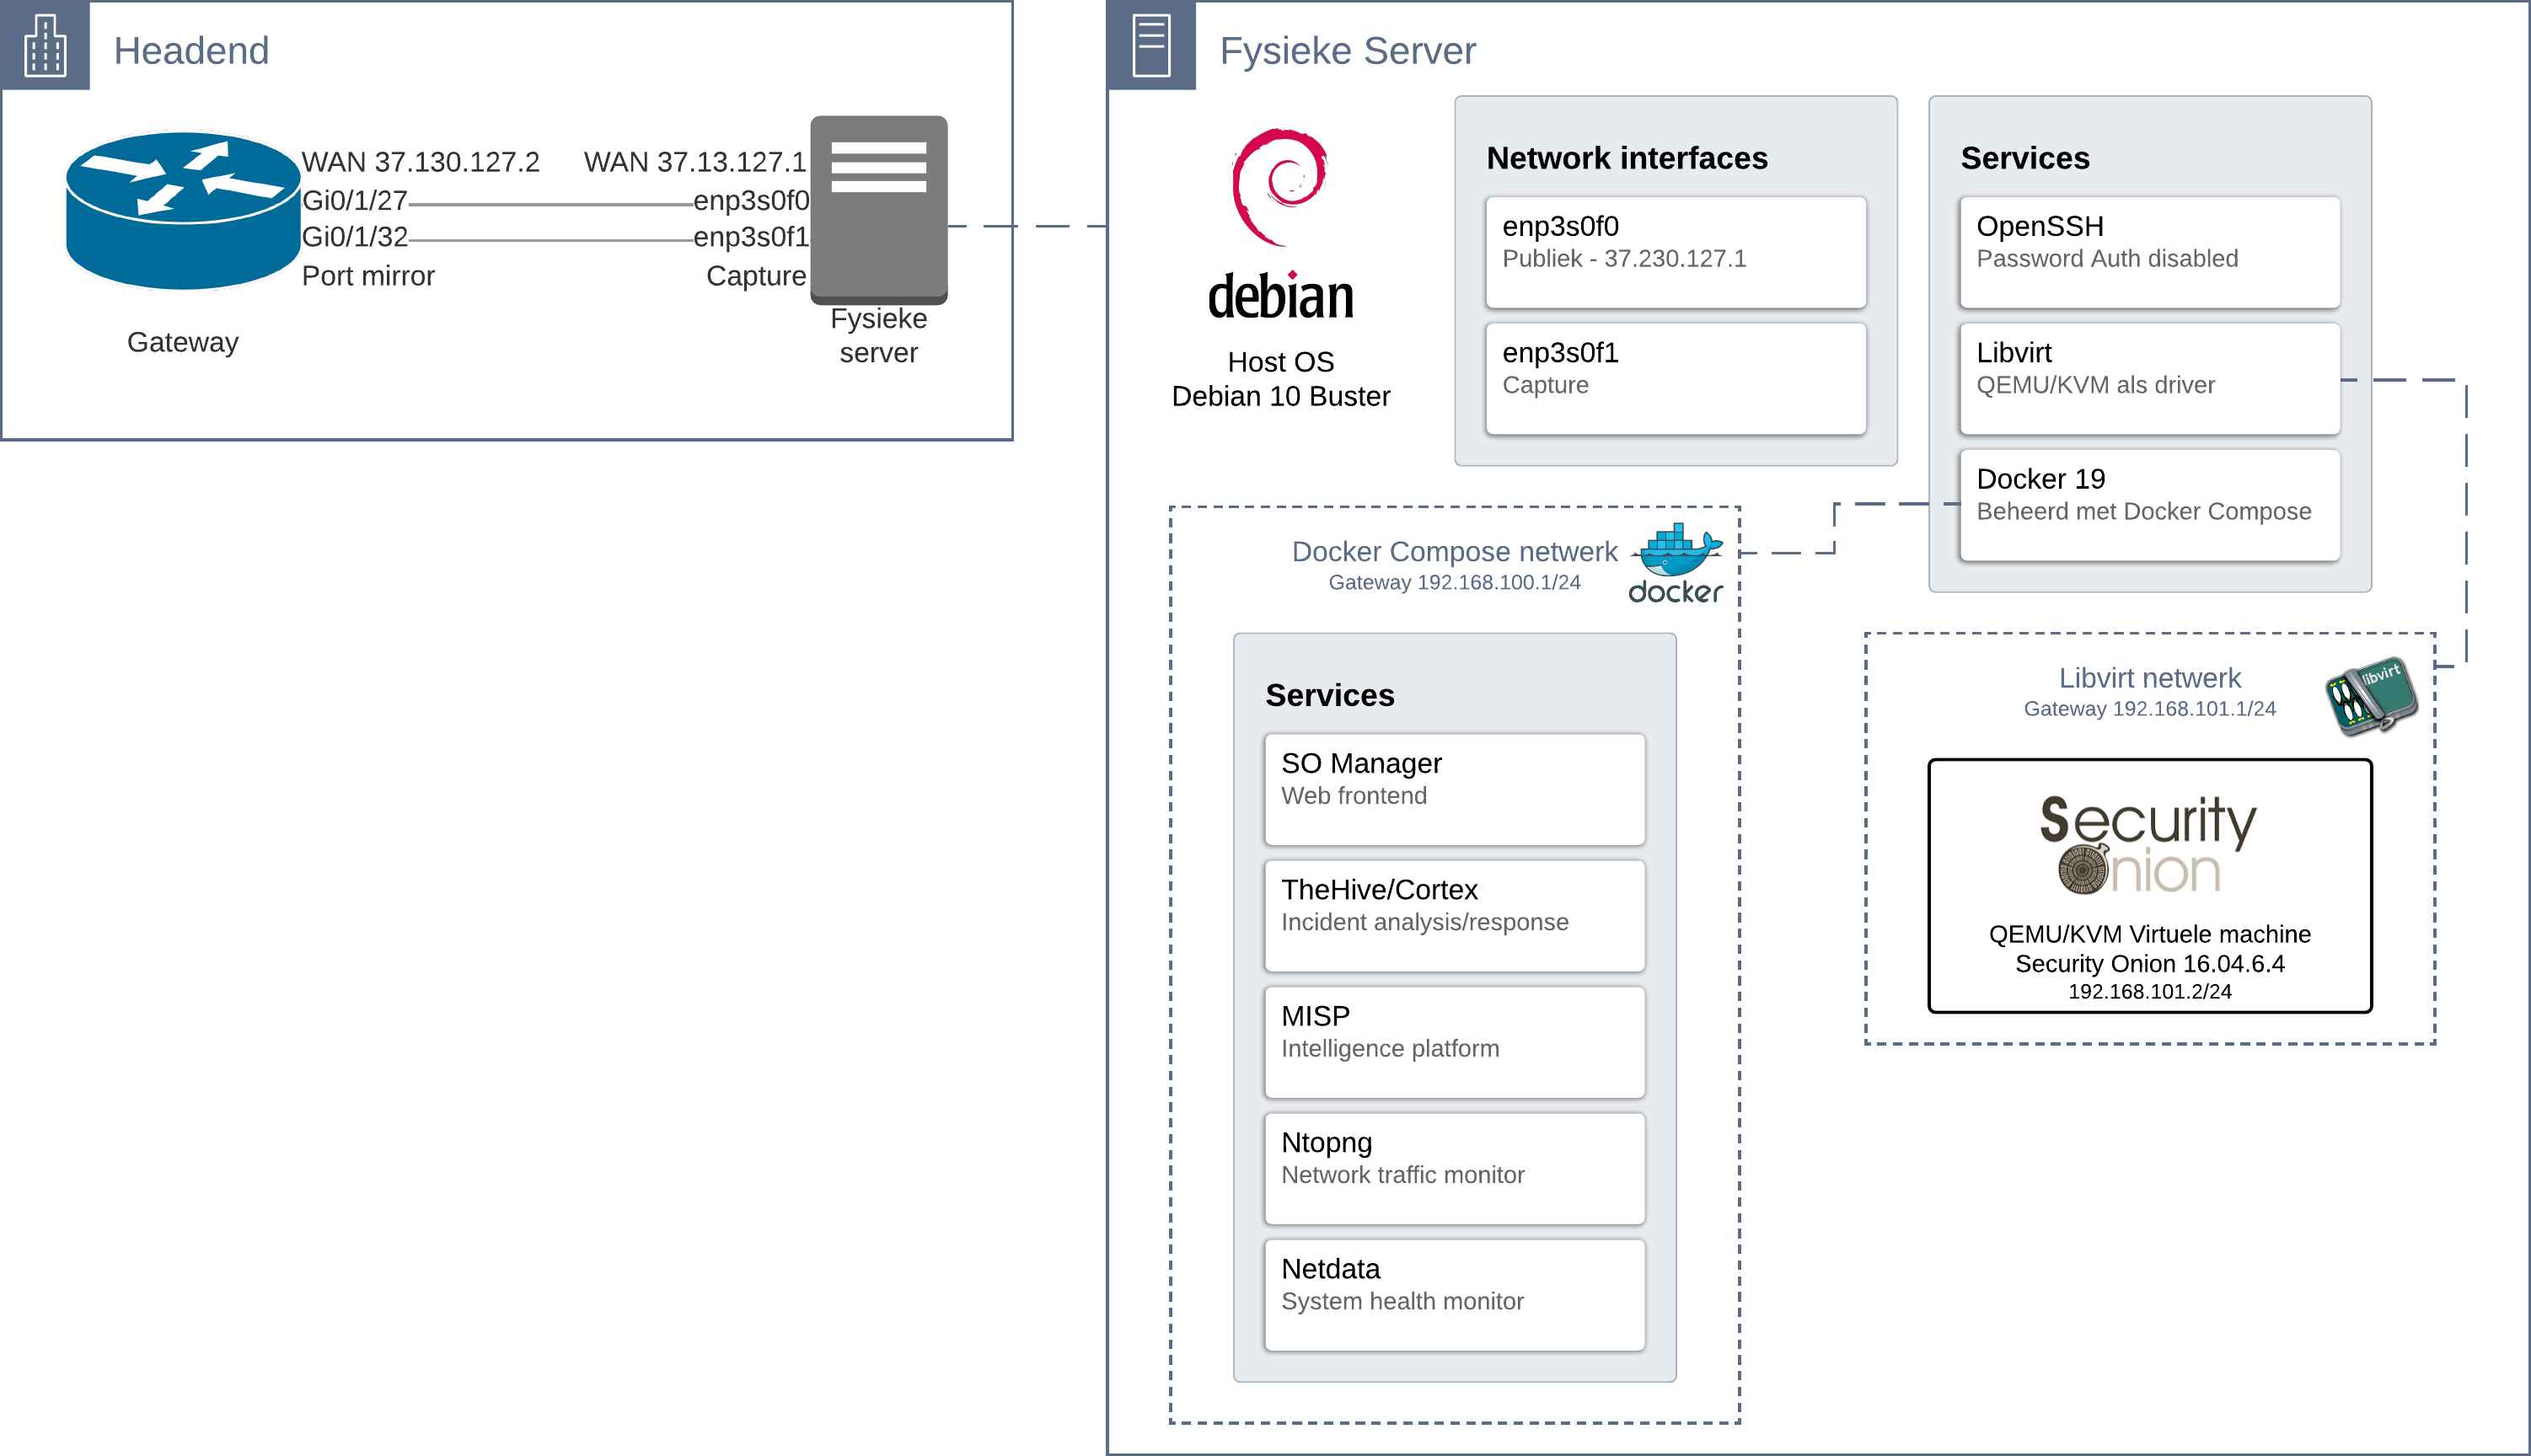 Headend
WAN 37.130.127.2
WAN 37.13.127.1
Gi0/1/27
enp3s0f0
Gi0/1/32
enp3s0f1
Port mirror
Capture
Gateway
Fysieke
server
Fysieke Server
debian
Host OS
Debian 10 Buster
Network interfaces
enp3s0f0
Publiek - 37.230.127.1
enp3s0f1
Capture
Services
OpenSSH
Password Auth disabled
Libvirt
QEMU/KVM als driver
Docker 19
Beheerd met Docker Compose
Docker Compose netwerk
Gateway 192.168.100.1/24
docker
Services
SO Manager
Web frontend
TheHive/Cortex
Incident analysis/response
MISP
Intelligence platform
Ntopng
Network traffic monitor
Netdata
System health monitor
Libvirt netwerk
Gateway 192.168.101.1/24
libvirt
Security
Onion
QEMU/KVM Virtuele machine
Security Onion 16.04.6.4
192.168.101.2/24